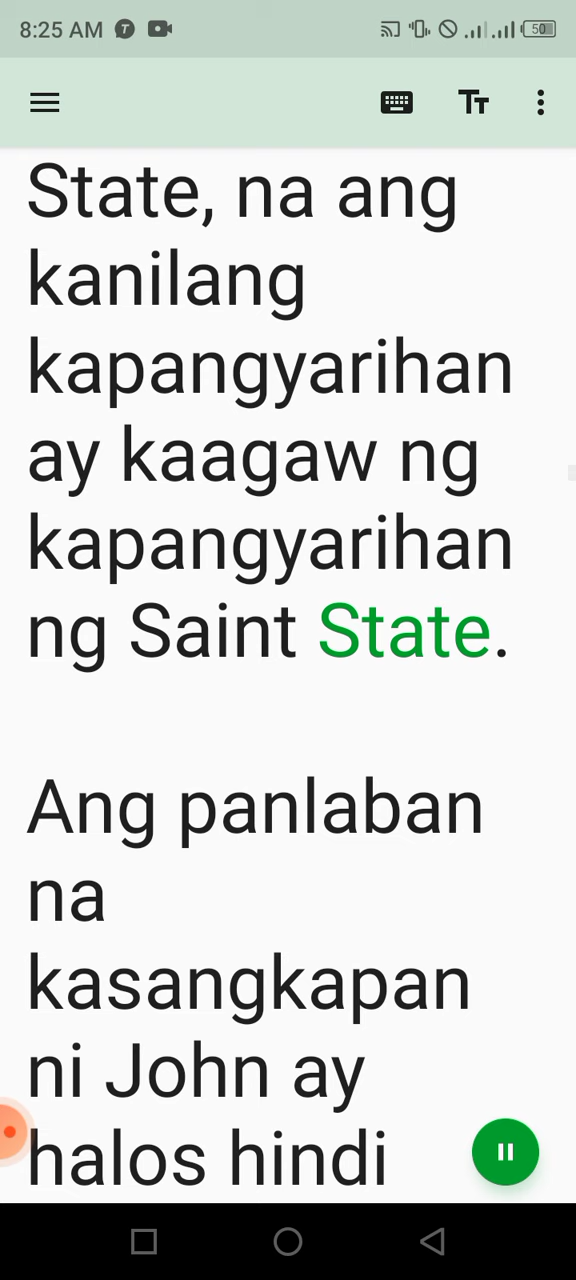 8:25 AM
50
State, na ang
kanilang
kapangyarihan
ay kaagaw ng
kapangyarihan
ng Saint State.
Ang panlaban
na
kasangkapan
ni John ay
halos hindi